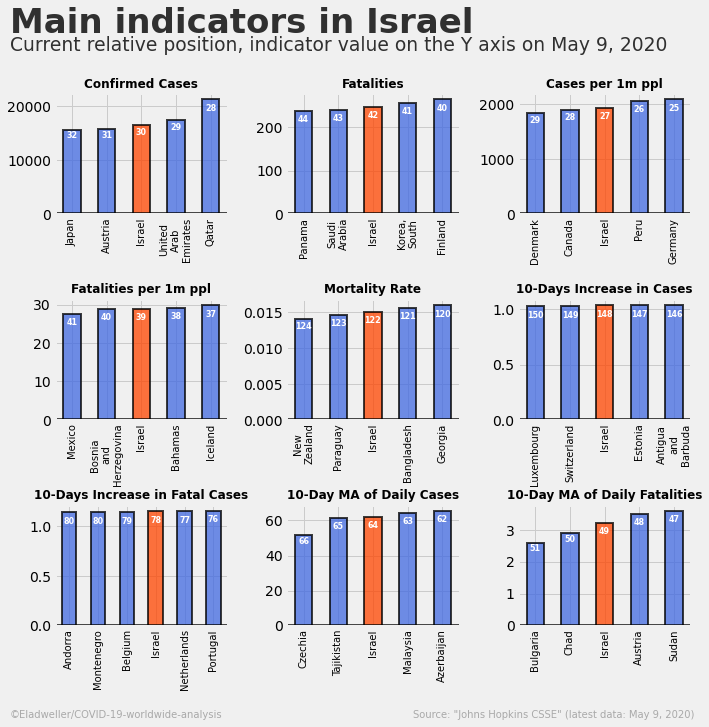 Main indicators in Israel
Current relative position, indicator value on the Y axis on May 9, 2020
Confirmed Cases
20000
10000
0
32
31
30
29
28
Japan
Austria
Israel
United
Arab
Emirates
Qatar
Fatalities
200
100
0
44
43
42
41
40
Panama
Saudi
Arabia
Israel
Korea,
South
Finland
Cases per 1m ppl
2000
1000
0
29
28
27
26
25
Denmark
Canada
Israel
Peru
Germany
Fatalities per 1m ppl
30
20
10
0
41
40
39
38
37
Mexico
Bosnia
and
Herzegovina
Israel
Bahamas
Iceland
Mortality Rate
0.015
0.010
0.005
0.000
124
123
122
121
120
New
Zealand
Paraguay
Israel
Bangladesh
Georgia
10-Days Increase in Cases
1.0
0.5
0.0
150
149
148
147
146
Luxembourg
Switzerland
Israel
Estonia
Antigua
and
Barbuda
10-Days Increase in Fatal Cases
1.0
0.5
0.0
80
80
79
78
77
76
Andorra
Montenegro
Belgium
Israel
Netherlands
Portugal
10-Day MA of Daily Cases
60
40
20
0
66
65
64
63
62
Czechia
Tajikistan
Israel
Malaysia
Azerbaijan
10-Day MA of Daily Fatalities
3
2
1
0
51
50
49
48
47
Bulgaria
Chad
Israel
Austria
Sudan
©Eladweller/COVID-19-worldwide-analysis
Source: "Johns Hopkins CSSE" (latest data: May 9, 2020)